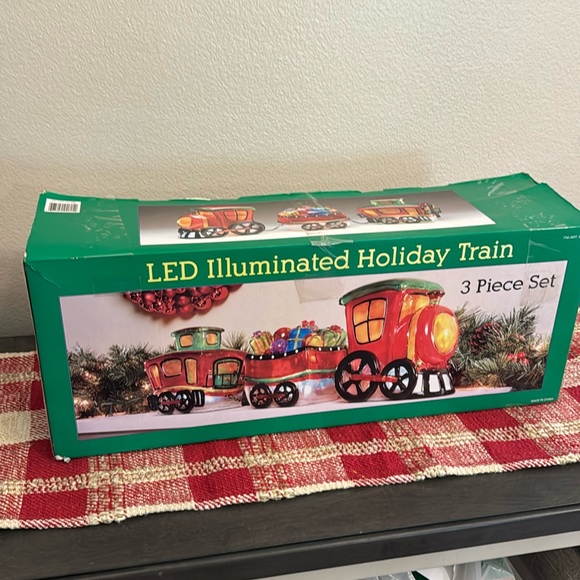 LED Illuminated Holiday Train
3 Piece Set